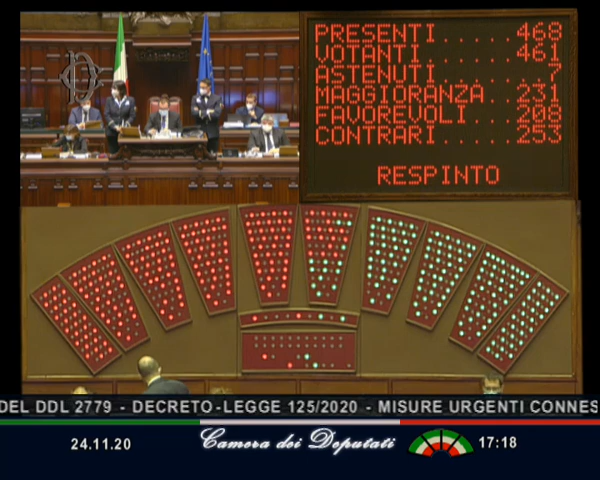 PRESENTI.....468
VOTANTI.....461
ASTENUTI......7
MAGGIORANZA..231
FAVOREVOLI...208
CONTRARI.....253
RESPINTO
DEL DDL 2779 - DECRETO-LEGGE 125/2020 - MISURE URGENTI CONNES
24.11.20
Camera dei Deputati
17:18